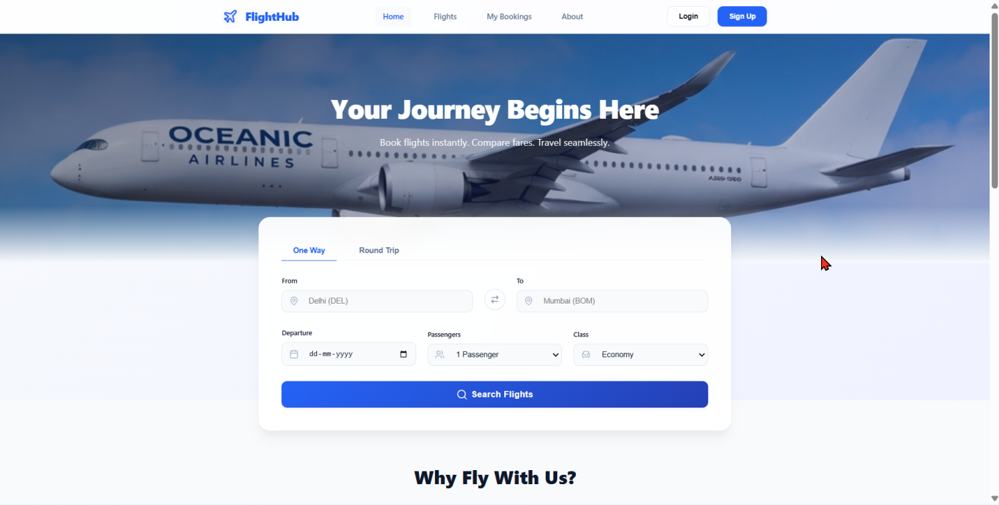 FlightHub
Home Flights My Bookings About
Login Sign Up
Your Journey Begins Here
Book flights instantly. Compare fares. Travel seamlessly.
OCEANIC
AIRLINES
One Way Round Trip
From To
Delhi (DEL) Mumbai (BOM)
Departure Passengers Class
dd-mm-yyyy 1 Passenger Economy
Search Flights
Why Fly With Us?